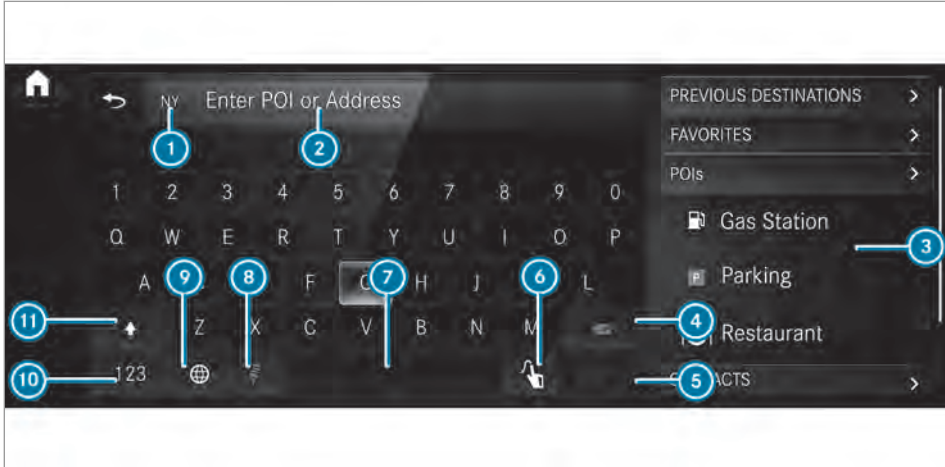 NY Enter POI or Address
1 2
1 2 3 4 5 6 7 8 9 0
Q W E R T Y U I O P
A F G H J L
9 8 7 6
11 Z X C V B N M 4
10 123 5
PREVIOUS DESTINATIONS
FAVORITES
POIs
Gas Station
3
P Parking
Restaurant
ACTS